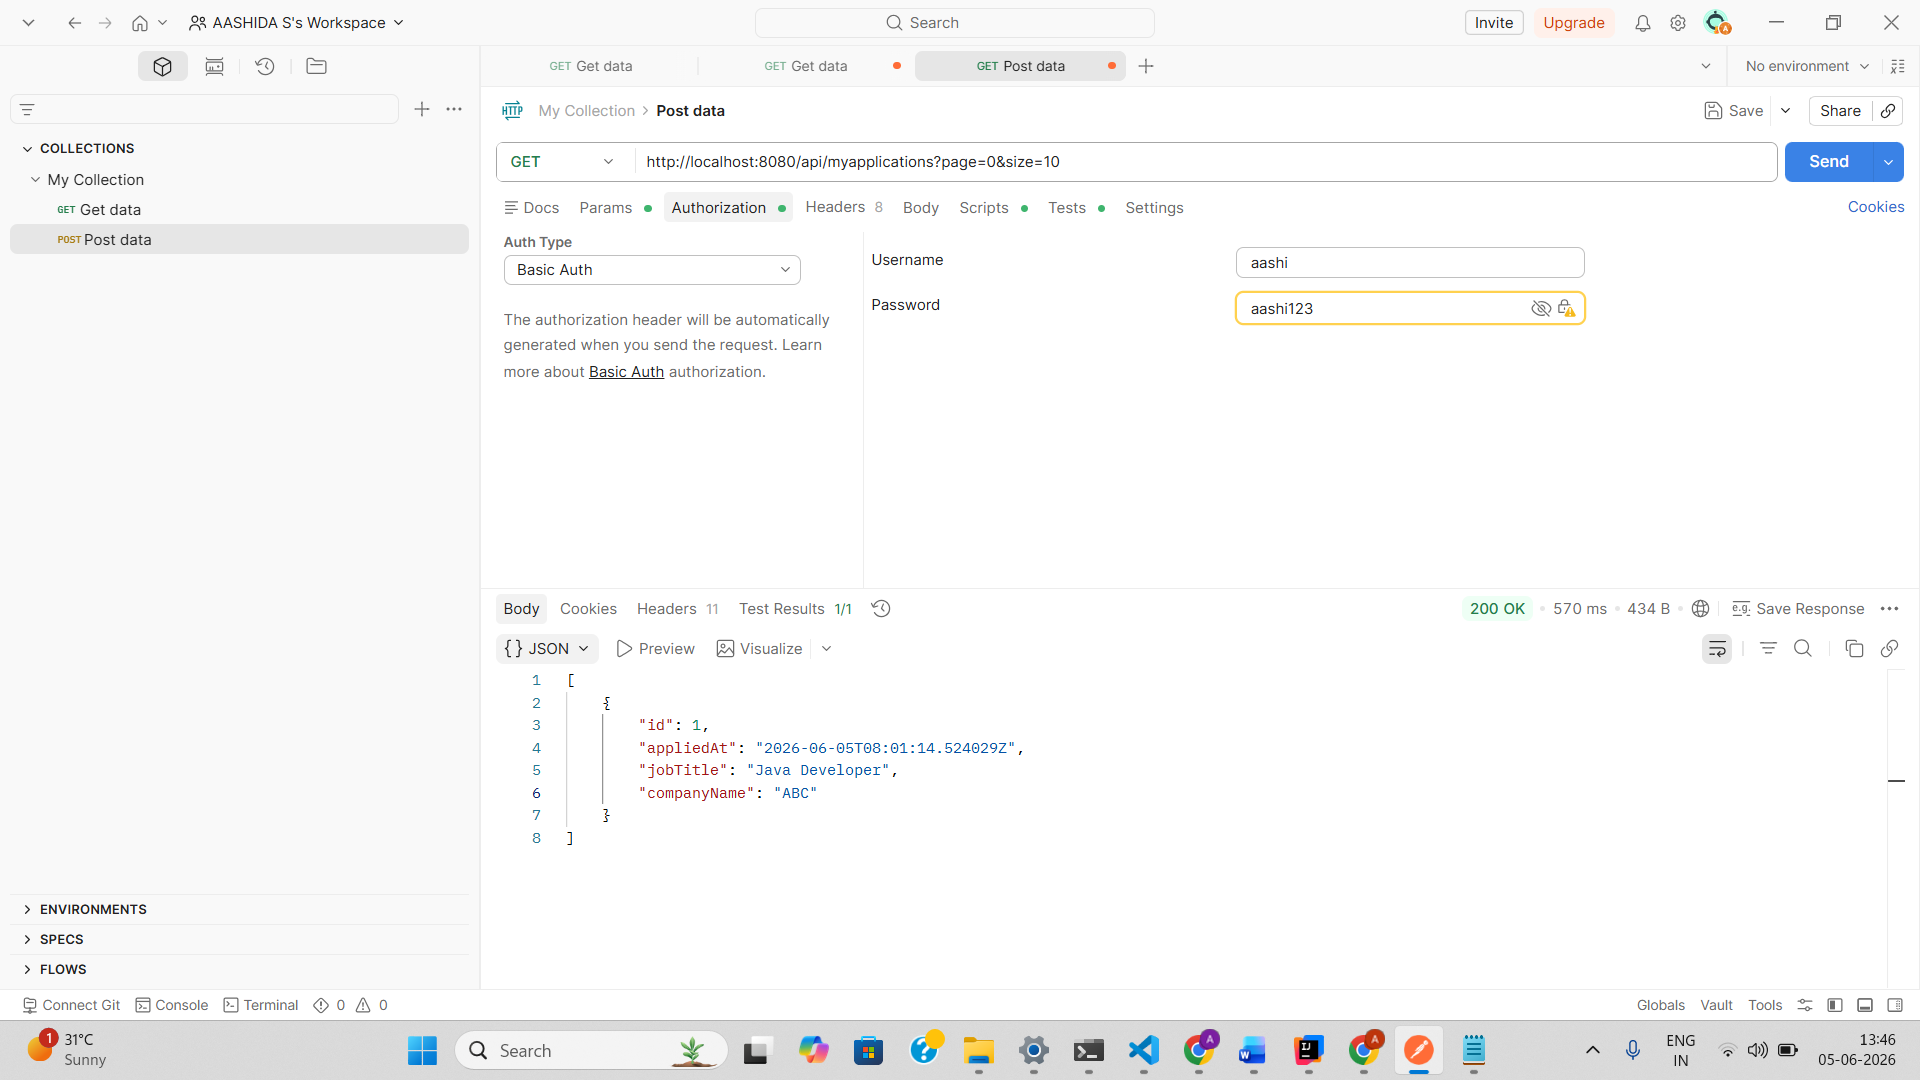 AASHIDA S's Workspace
Search
Invite
Upgrade
GET Get data
GET Get data
GET Post data
No environment
HTTP
My Collection > Post data
Save
Share
COLLECTIONS
My Collection
GET Get data
POST Post data
GET
http://localhost:8080/api/myapplications?page=0&size=10
Send
Docs
Params
Authorization
Headers 8
Body
Scripts
Tests
Settings
Cookies
Auth Type
Basic Auth
The authorization header will be automatically
generated when you send the request. Learn
more about Basic Auth authorization.
Username
aashi
Password
aashi123
Body
Cookies
Headers 11
Test Results 1/1
200 OK
570 ms
434 B
e.g. Save Response
{} JSON
Preview
Visualize
1 [
2 {
3 "id": 1,
4 "appliedAt": "2026-06-05T08:01:14.524029Z",
5 "jobTitle": "Java Developer",
6 "companyName": "ABC"
7 }
8 ]
ENVIRONMENTS
SPECS
FLOWS
Connect Git
Console
Terminal
0
0
Globals
Vault
Tools
1
31°C
Sunny
Search
A
A
ENG
IN
13:46
05-06-2026